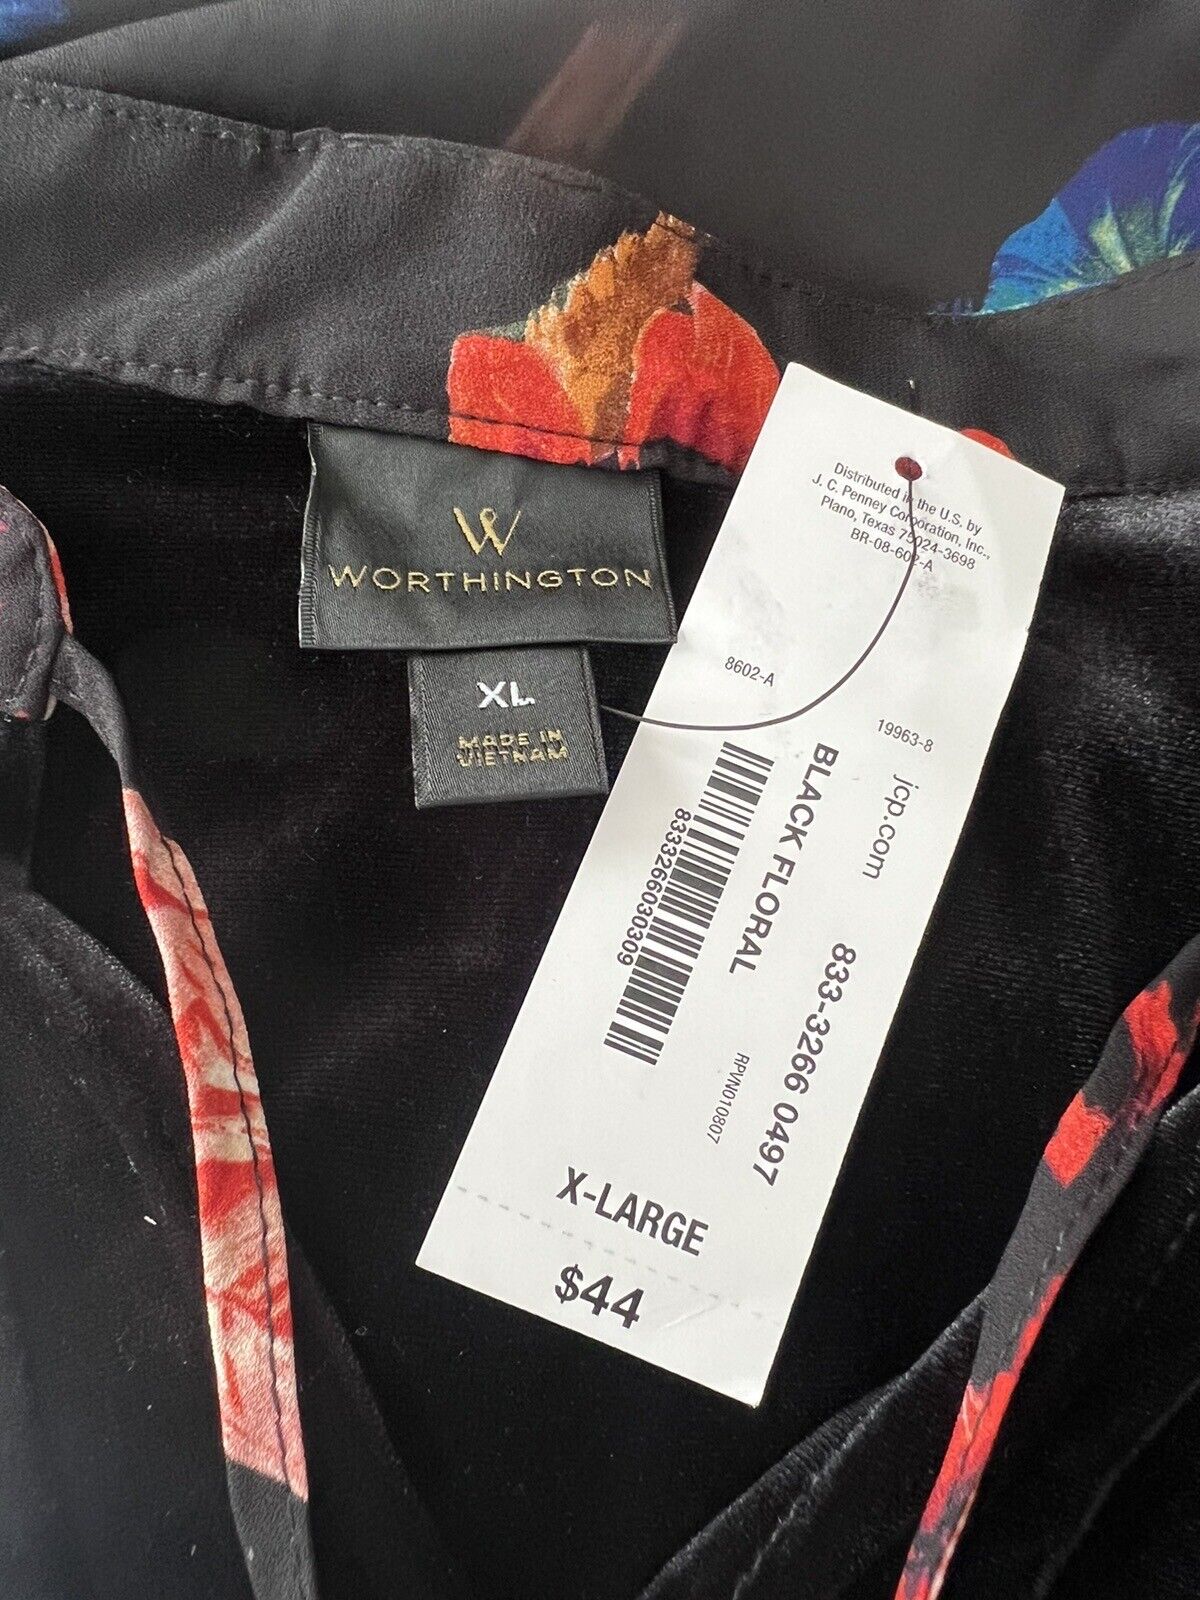 W
WORTHINGTON
XL
MADE IN
VIETNAM
Distributed in the U.S. by
J. C. Penney Corporation, Inc.,
Plano, Texas 75024-3698
BR-08-602-A
8602-A
19963-8
jcp.com
BLACK FLORAL
833-3266 0497
83332660309
RPVN010807
X-LARGE
$44